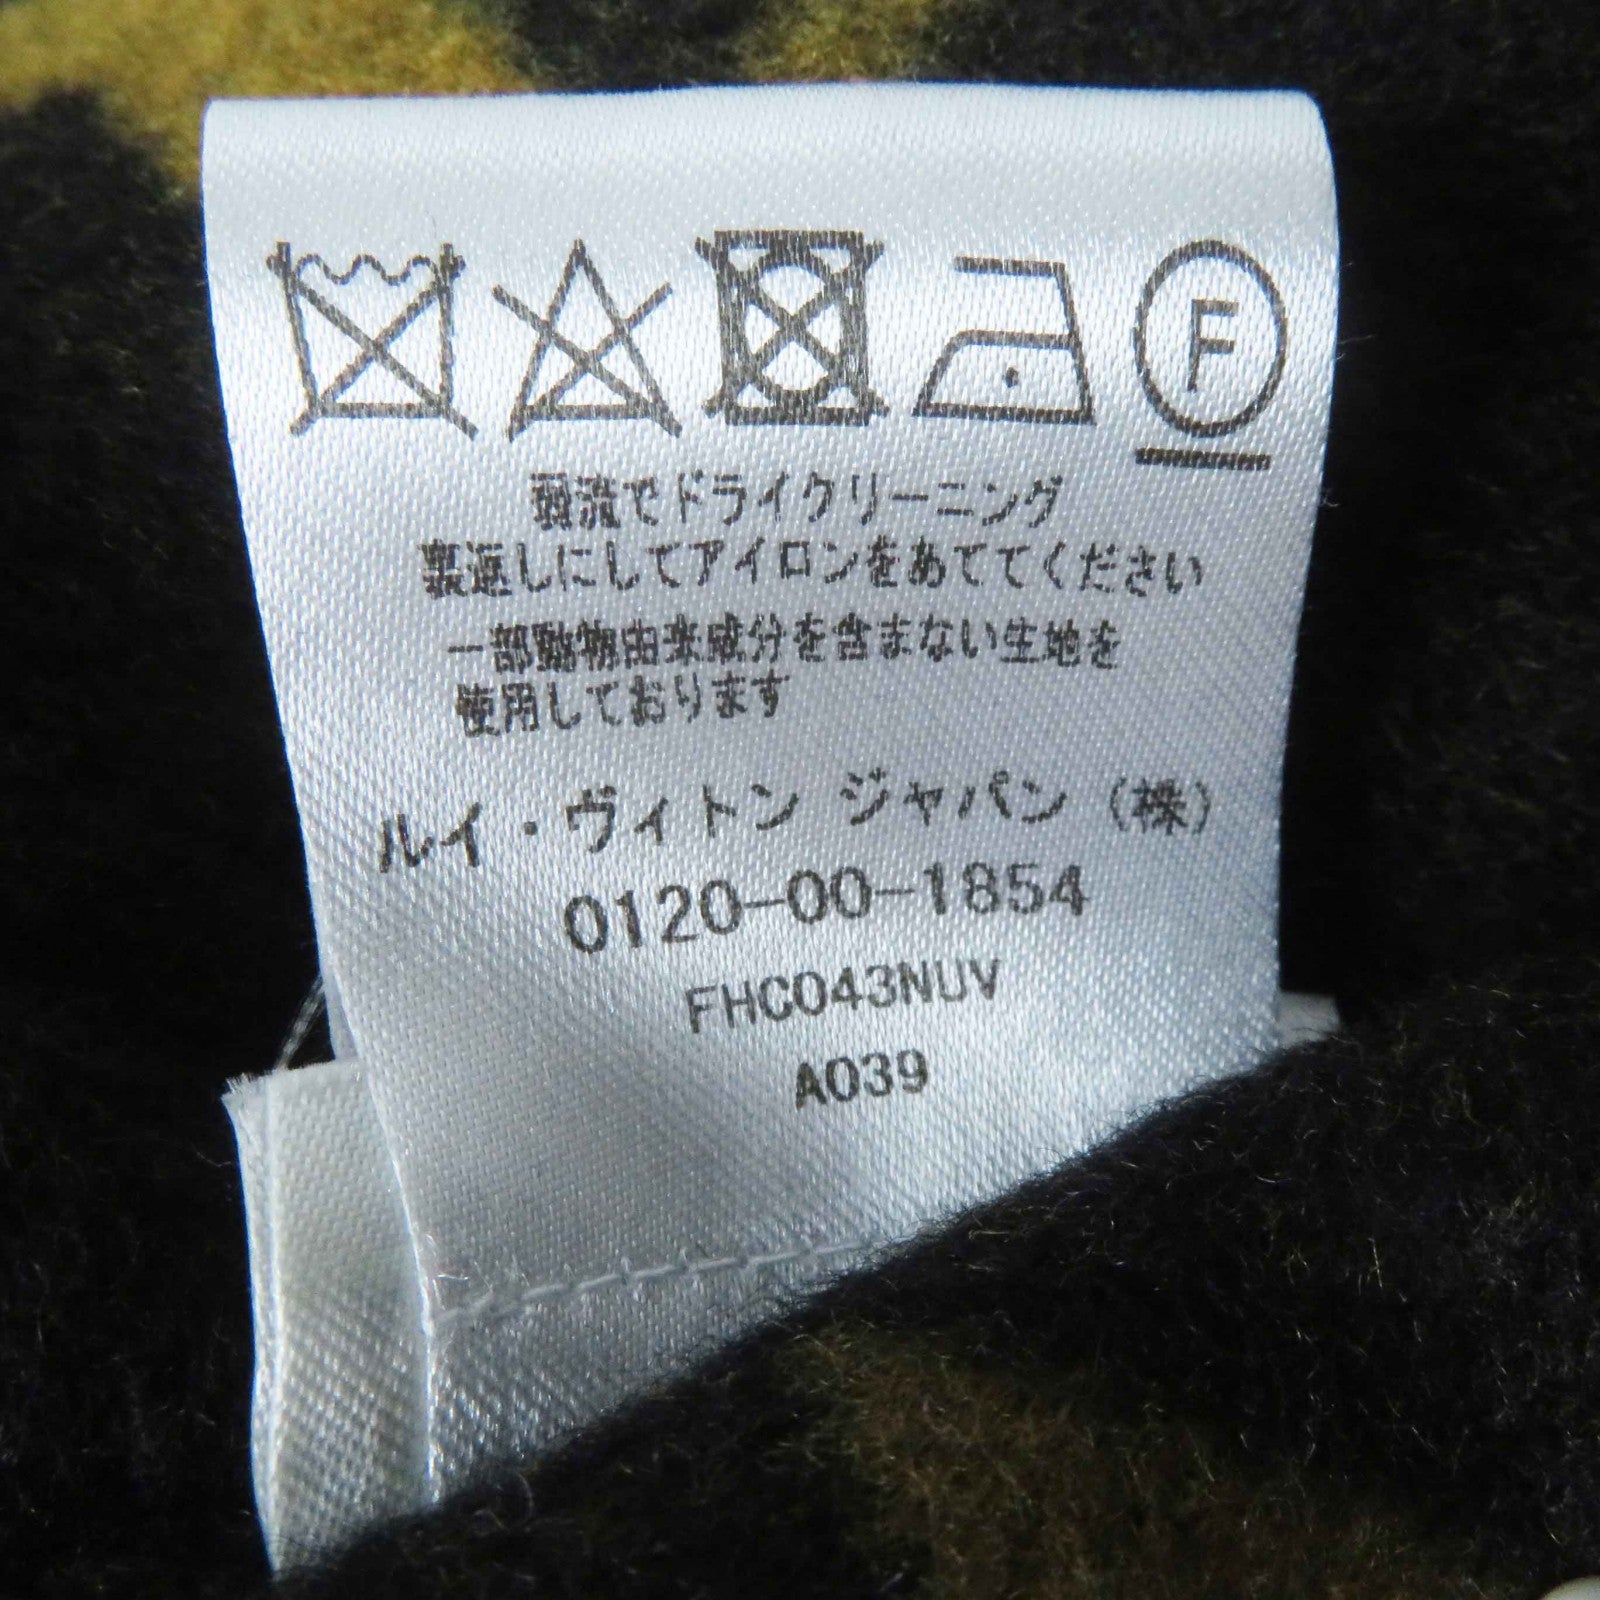 F
弱流でドライクリーニング
裏返しにしてアイロンをあててください
一部動物由来成分を含まない生地を
使用しております
ルイ・ヴィトン ジャパン（株）
0120-00-1854
FHC043NUV
A039